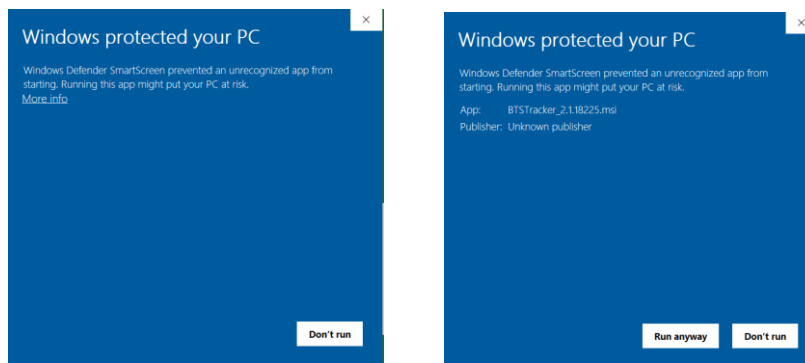 Windows protected your PC
Windows Defender SmartScreen prevented an unrecognized app from
starting. Running this app might put your PC at risk.
More info
Don't run
Windows protected your PC
Windows Defender SmartScreen prevented an unrecognized app from
starting. Running this app might put your PC at risk.
App: BTSTracker_2.1.18225.msi
Publisher: Unknown publisher
Run anyway Don't run